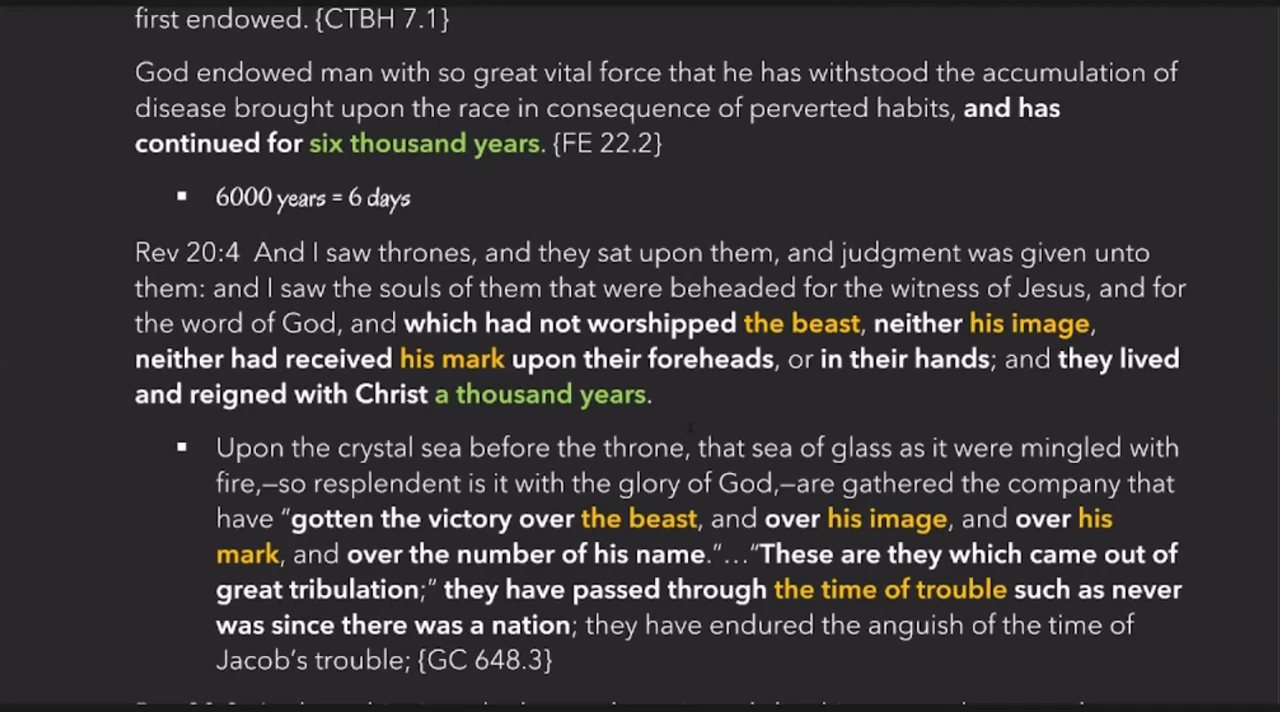 first endowed. {CTBH 7.1}
God endowed man with so great vital force that he has withstood the accumulation of
disease brought upon the race in consequence of perverted habits, and has
continued for six thousand years. {FE 22.2}
▪ 6000 years = 6 days
Rev 20:4 And I saw thrones, and they sat upon them, and judgment was given unto
them: and I saw the souls of them that were beheaded for the witness of Jesus, and for
the word of God, and which had not worshipped the beast, neither his image,
neither had received his mark upon their foreheads, or in their hands; and they lived
and reigned with Christ a thousand years.
▪ Upon the crystal sea before the throne, that sea of glass as it were mingled with
fire,—so resplendent is it with the glory of God,—are gathered the company that
have "gotten the victory over the beast, and over his image, and over his
mark, and over the number of his name."…"These are they which came out of
great tribulation;" they have passed through the time of trouble such as never
was since there was a nation; they have endured the anguish of the time of
Jacob's trouble; {GC 648.3}